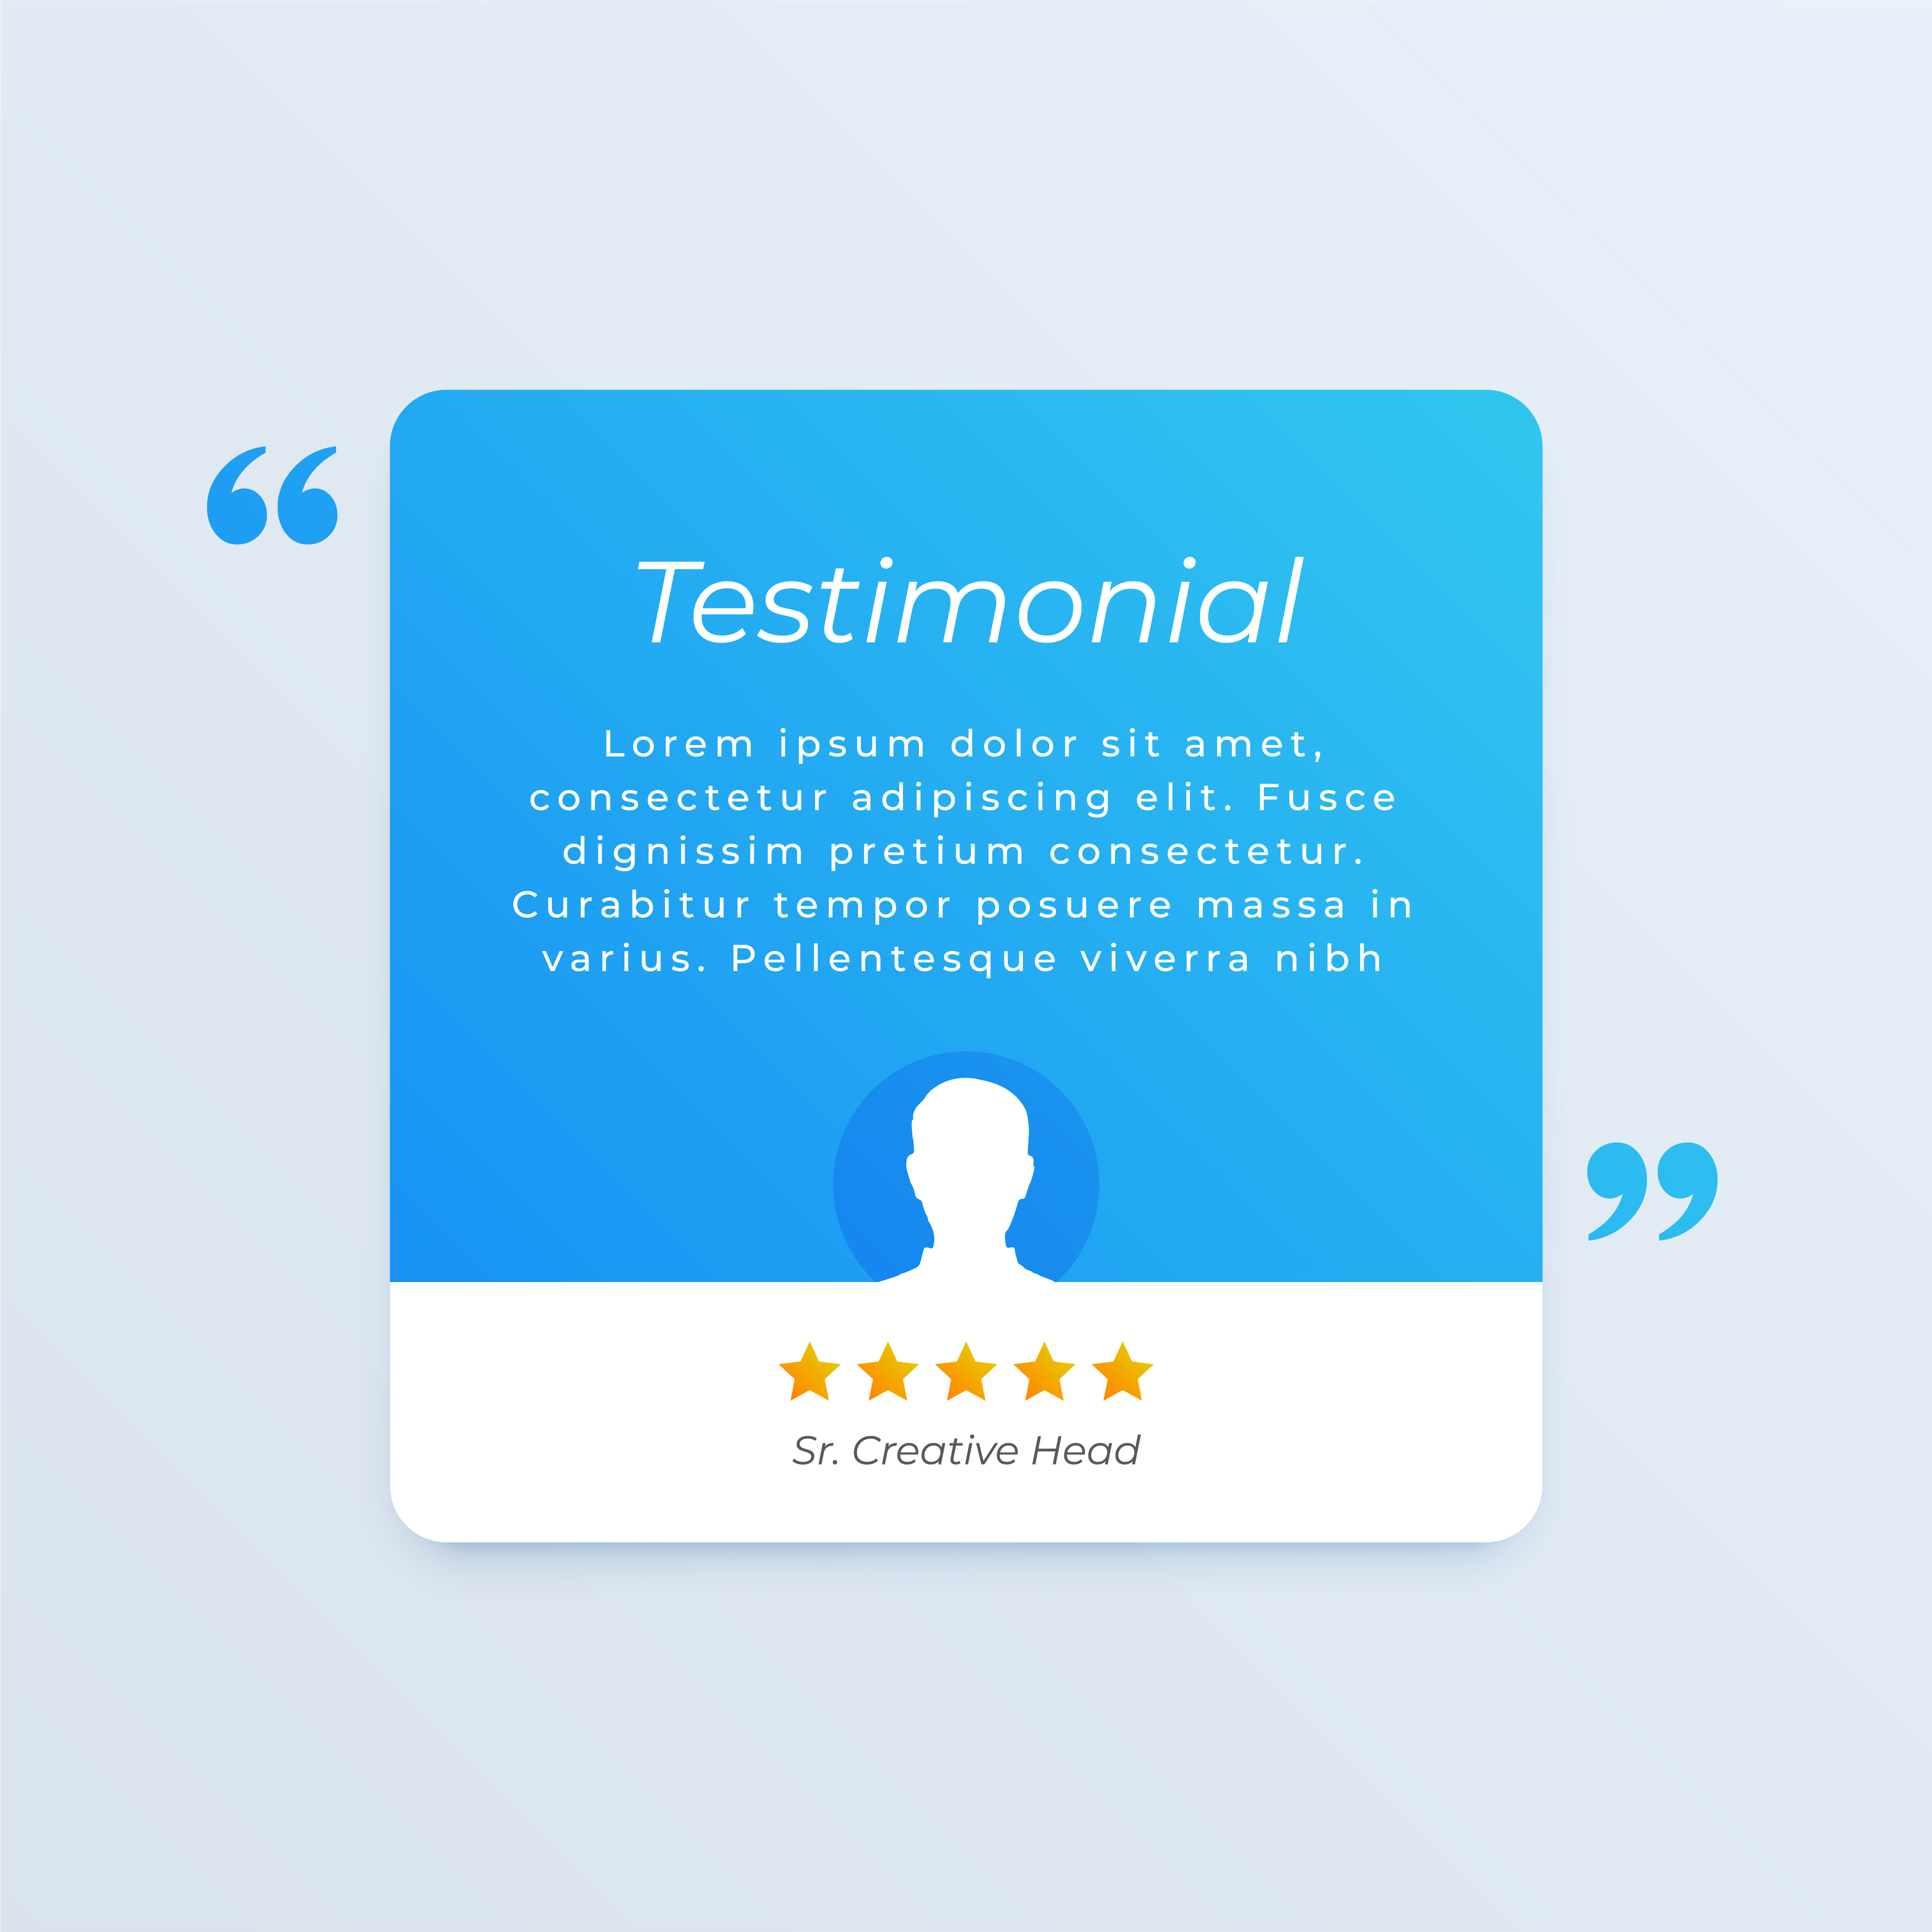 “
Testimonial
Lorem ipsum dolor sit amet,
consectetur adipiscing elit. Fusce
dignissim pretium consectetur.
Curabitur tempor posuere massa in
varius. Pellentesque viverra nibh
”
Sr. Creative Head